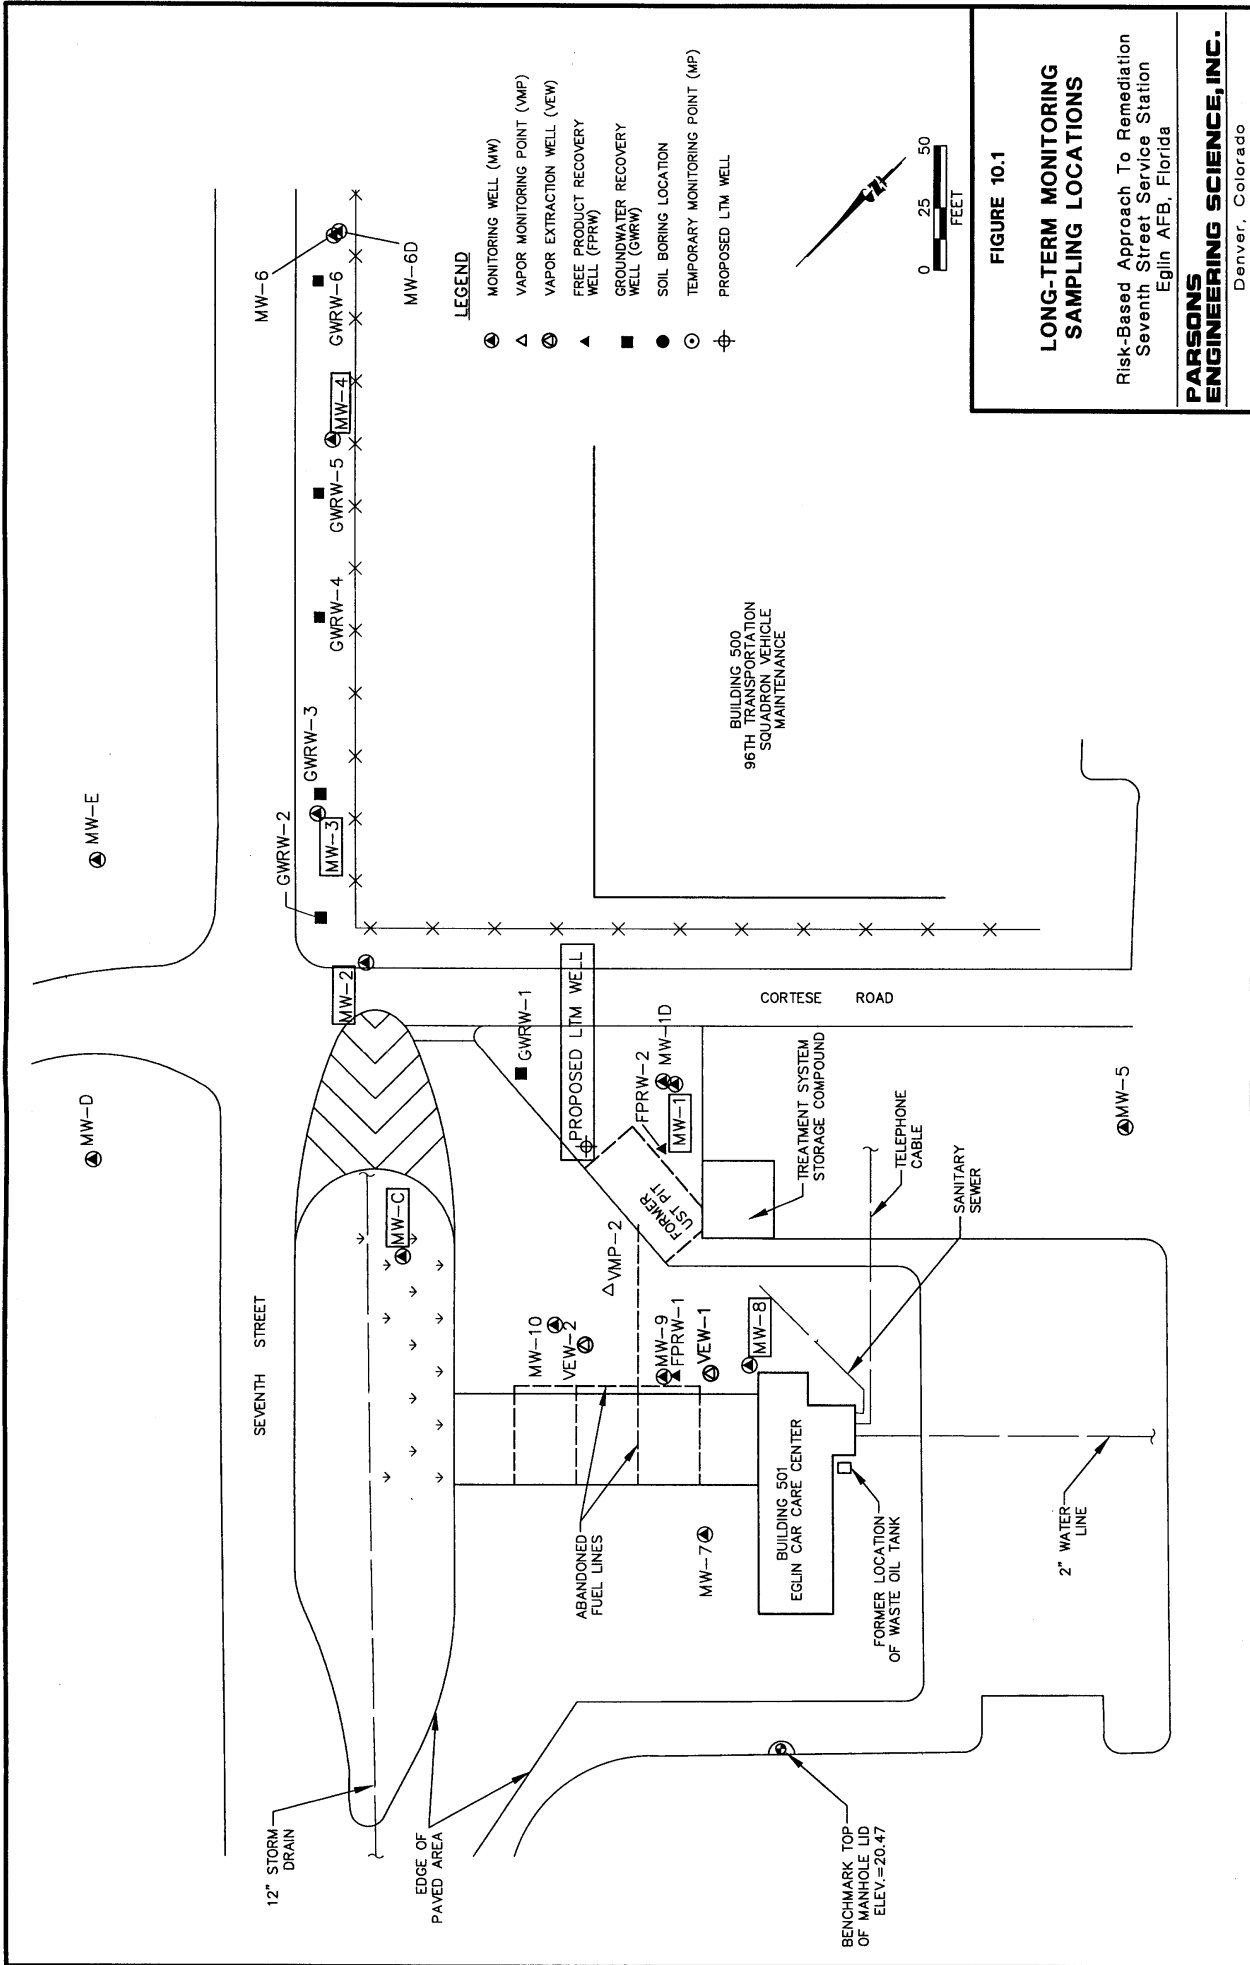 MW-E
MW-D
SEVENTH STREET
12" STORM
DRAIN
EDGE OF
PAVED AREA
MW-C
MW-2
GWRW-2
MW-3
GWRW-3
GWRW-4
GWRW-5
MW-4
GWRW-6
MW-6
MW-6D
GWRW-1
PROPOSED LTM WELL
FPRW-2
MW-1D
MW-1
FORMER
UST PIT
VMP-2
MW-10
VEW-2
MW-9
FPRW-1
VEW-1
MW-8
MW-7
ABANDONED
FUEL LINES
BUILDING 501
EGLIN CAR CARE CENTER
FORMER LOCATION
OF WASTE OIL TANK
2" WATER
LINE
BENCHMARK TOP
OF MANHOLE LID
ELEV.=20.47
TREATMENT SYSTEM
STORAGE COMPOUND
TELEPHONE
CABLE
SANITARY
SEWER
MW-5
CORTESE ROAD
BUILDING 500
96TH TRANSPORTATION
SQUADRON VEHICLE
MAINTENANCE
LEGEND
MONITORING WELL (MW)
VAPOR MONITORING POINT (VMP)
VAPOR EXTRACTION WELL (VEW)
FREE PRODUCT RECOVERY
WELL (FPRW)
GROUNDWATER RECOVERY
WELL (GWRW)
SOIL BORING LOCATION
TEMPORARY MONITORING POINT (MP)
PROPOSED LTM WELL
N
0 25 50
FEET
FIGURE 10.1
LONG-TERM MONITORING
SAMPLING LOCATIONS
Risk-Based Approach To Remediation
Seventh Street Service Station
Eglin AFB, Florida
PARSONS
ENGINEERING SCIENCE, INC.
Denver, Colorado